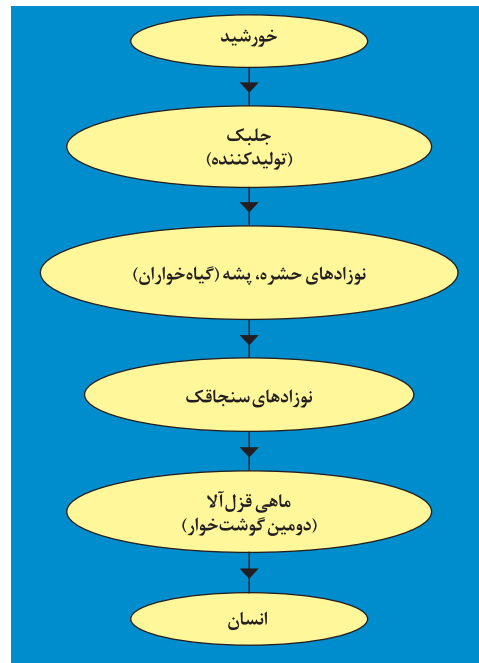 خورشید
جلبک
(تولیدکننده)
نوزادهای حشره، پشه (گیاه‌خواران)
نوزادهای سنجاقک
ماهی قزل‌آلا
(دومین گوشت‌خوار)
انسان